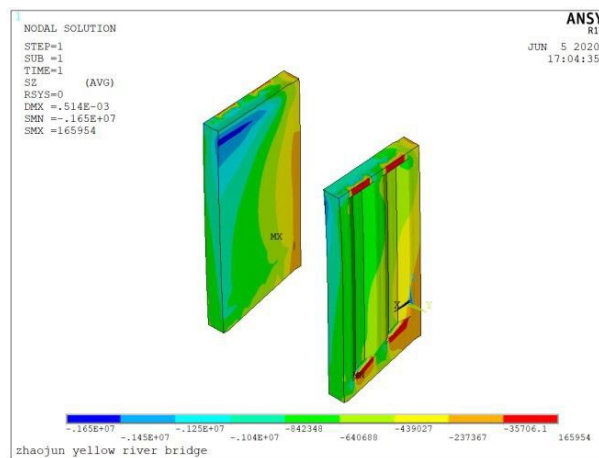 1
NODAL SOLUTION
STEP=1
SUB =1
TIME=1
SZ (AVG)
RSYS=0
DMX =.514E-03
SMN =-.165E+07
SMX =165954
ANSY
R1
JUN 5 2020
17:04:35
MX
X Y
-.165E+07 -.145E+07 -.125E+07 -.104E+07 -842348 -640688 -439027 -237367 -35706.1 165954
zhaojun yellow river bridge